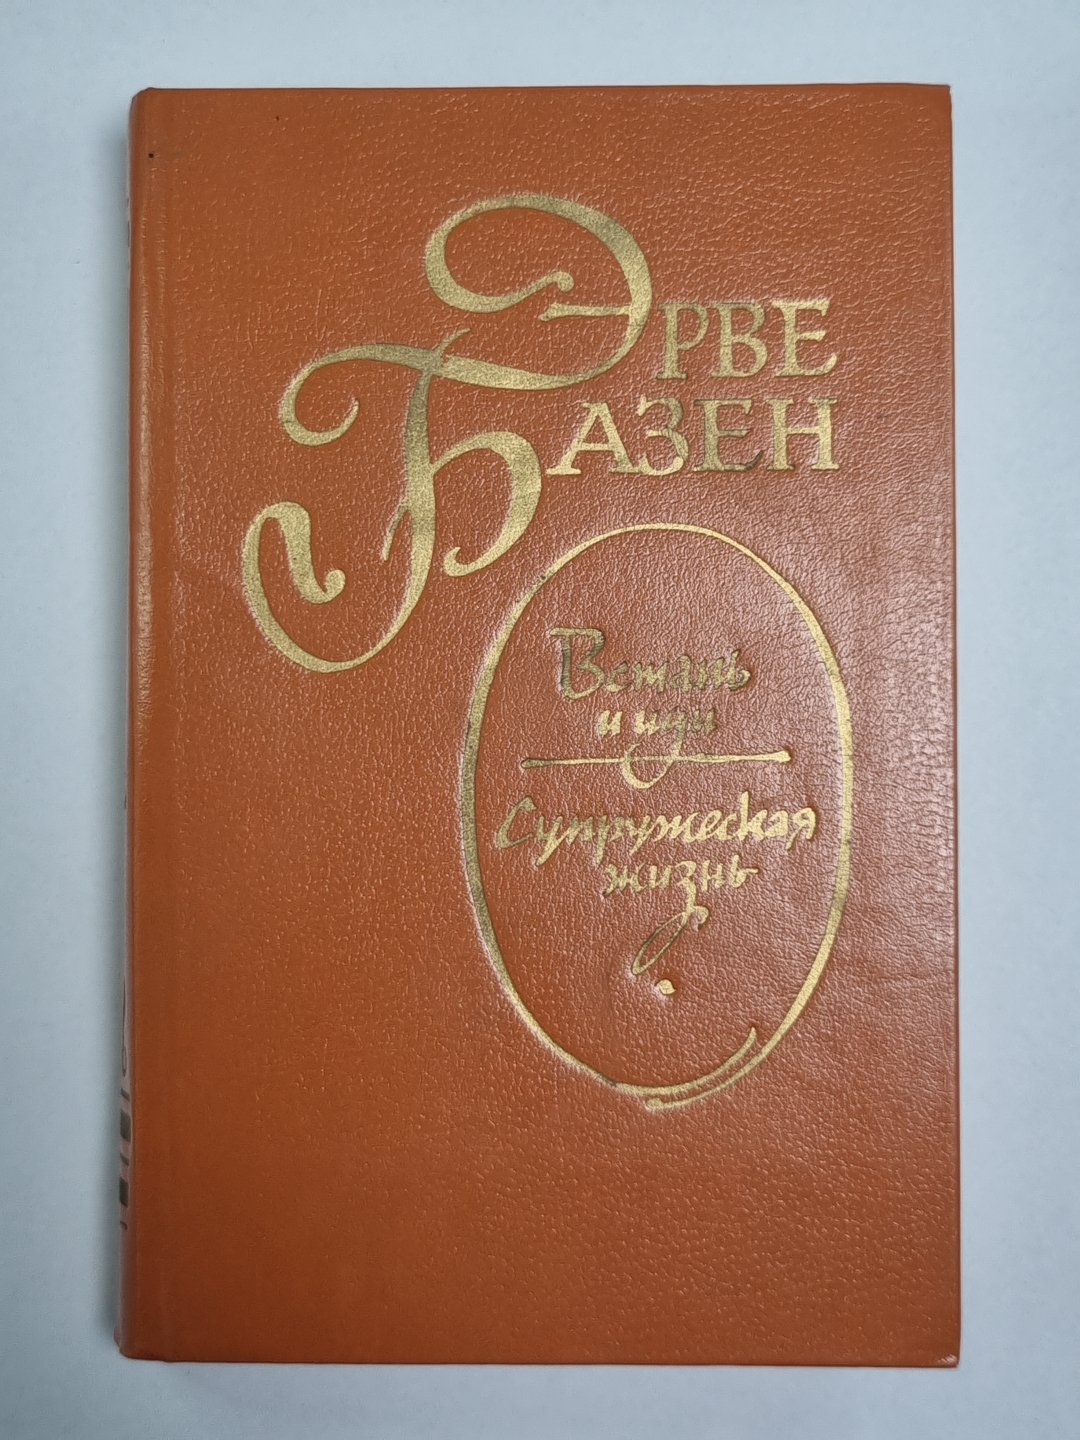 ЭРВЕ
БАЗЕН
Встань
и иди
Супружеская
жизнь